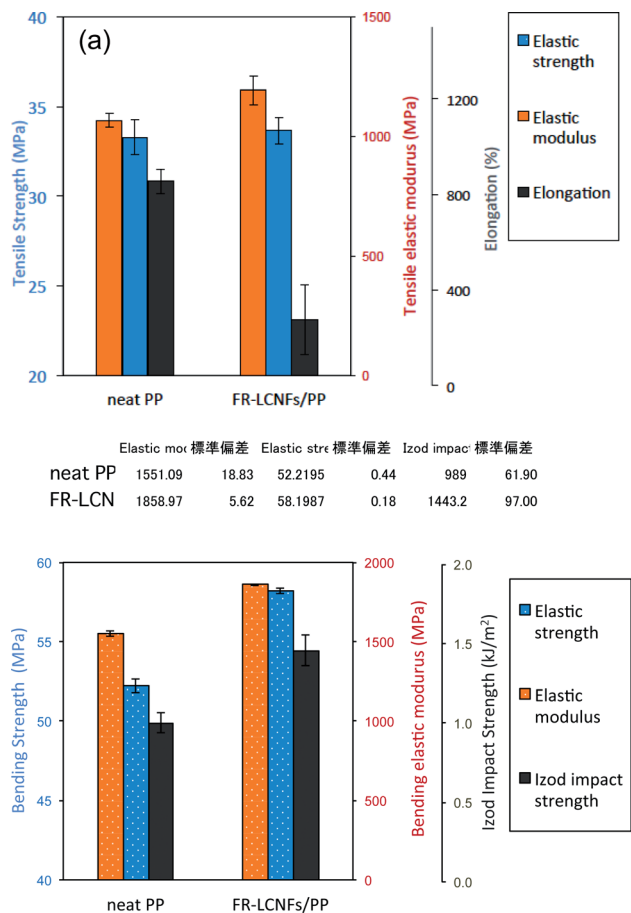 (a)
40
35
30
25
20
Tensile Strength (MPa)
neat PP
FR-LCNFs/PP
1500
1000
500
0
Tensile elastic modurus (MPa)
1200
800
400
0
Elongation (%)
Elastic
strength
Elastic
modulus
Elongation
Elastic moc 標準偏差 Elastic stre 標準偏差 Izod impact 標準偏差
neat PP 1551.09 18.83 52.2195 0.44 989 61.90
FR-LCN 1858.97 5.62 58.1987 0.18 1443.2 97.00
60
55
50
45
40
Bending Strength (MPa)
neat PP
FR-LCNFs/PP
2000
1500
1000
500
0
Bending elastic modurus (MPa)
2.0
1.5
1.0
0.5
0.0
Izod Impact Strength (kJ/m²)
Elastic
strength
Elastic
modulus
Izod impact
strength